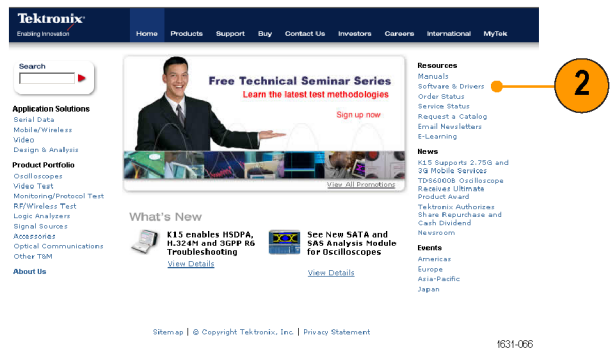 Tektronix
Enabling Innovation
Home Products Support Buy Contact Us Investors Careers International MyTek
Search
Application Solutions
Serial Data
Mobile/Wireless
Video
Design & Analysis
Product Portfolio
Oscilloscopes
Video Test
Monitoring/Protocol Test
RF/Wireless Test
Logic Analyzers
Signal Sources
Accessories
Optical Communications
Other T&M
About Us
Free Technical Seminar Series
Learn the latest test methodologies
Sign up now
View All Promotions
What's New
K15 enables HSDPA,
H.324M and 3GPP R6
Troubleshooting
View Details
See New SATA and
SAS Analysis Module
for Oscilloscopes
View Details
Resources
Manuals
Software & Drivers
Order Status
Service Status
Request a Catalog
Email Newsletters
E-Learning
News
K15 Supports 2.75G and
3G Mobile Services
TDS6000B Oscilloscope
Receives Ultimate
Product Award
Tektronix Authorizes
Share Repurchase and
Cash Dividend
Newsroom
Events
Americas
Europe
Asia-Pacific
Japan
2
Sitemap | © Copyright Tektronix, Inc. | Privacy Statement
1631-066